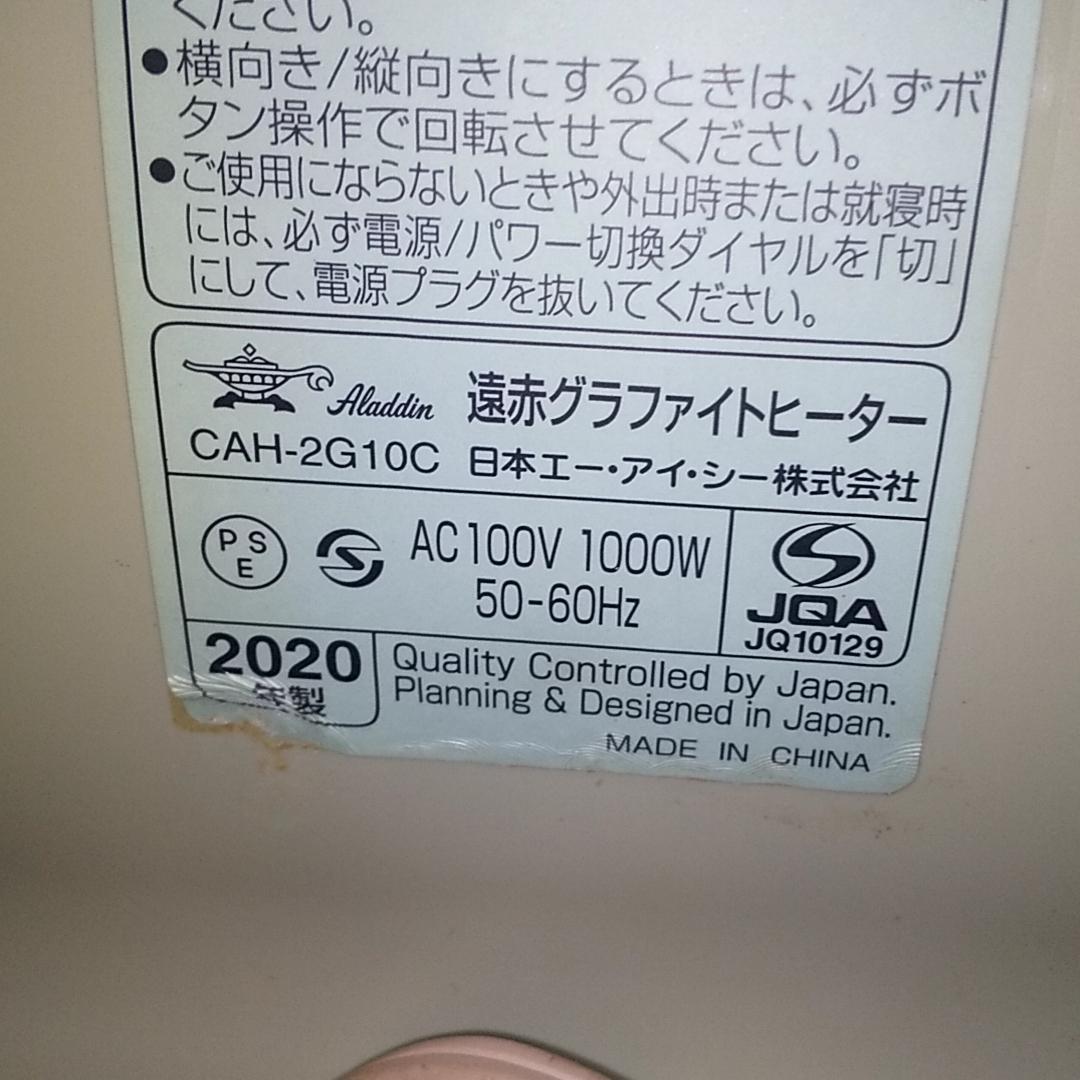 ください。
●横向き/縦向きにするときは、必ずボ
タン操作で回転させてください。
●ご使用にならないときや外出時または就寝時
には、必ず電源/パワー切換ダイヤルを「切」
にして、電源プラグを抜いてください。
Aladdin 遠赤グラファイトヒーター
CAH-2G10C 日本エー・アイ・シー株式会社
PSE
S
AC100V 1000W
50-60Hz
JQA
JQ10129
2020
年製
Quality Controlled by Japan.
Planning & Designed in Japan.
MADE IN CHINA